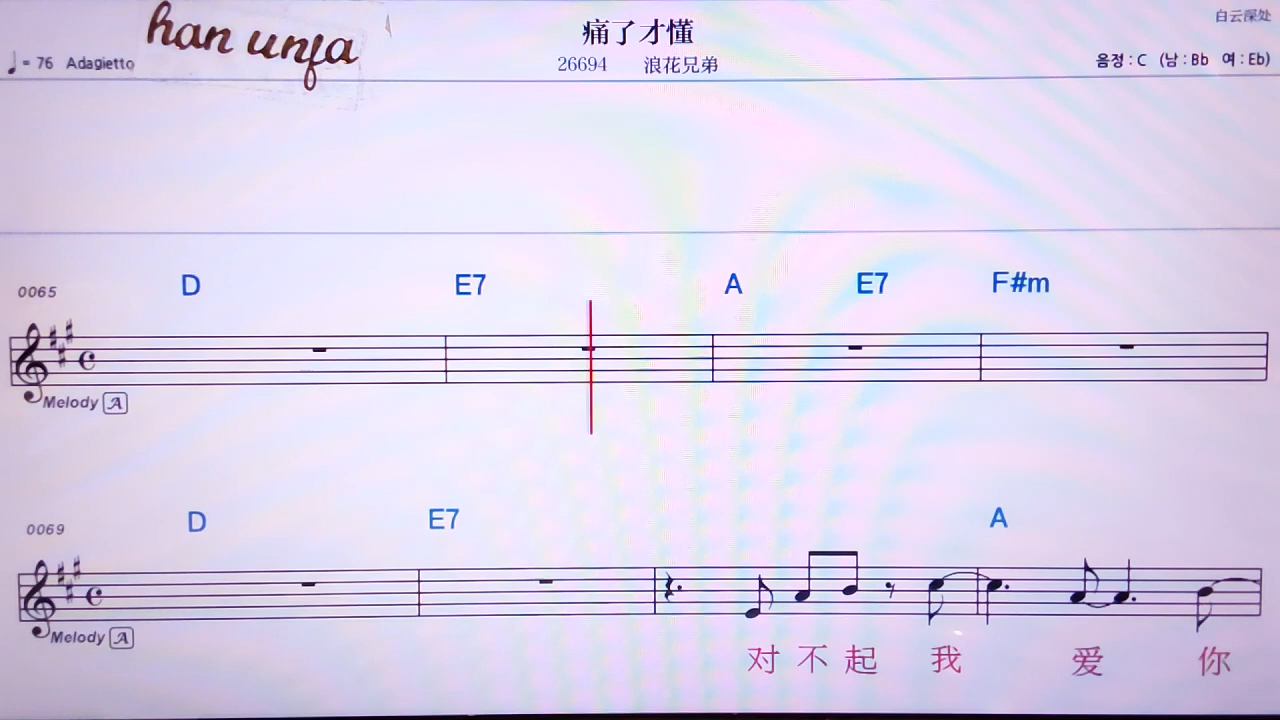 han unfa
痛了才懂
白云深处
♩= 76 Adagietto
26694 浪花兄弟
음정 : C (남 : Bb 여 : Eb)
D E7 A E7 F#m
0065
Melody A
D E7 A
0069
Melody A
对 不 起 我 爱 你